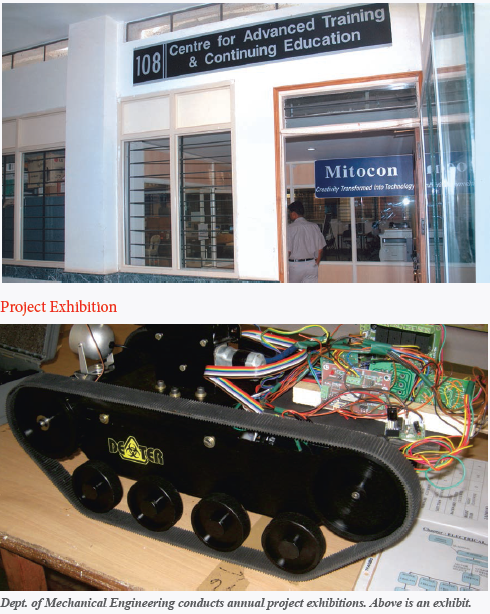 108 Centre for Advanced Training
& Continuing Education
Mitocon
Creativity Transformed Into Technology
Project Exhibition
DEXTER
Dept. of Mechanical Engineering conducts annual project exhibitions. Above is an exhibit.